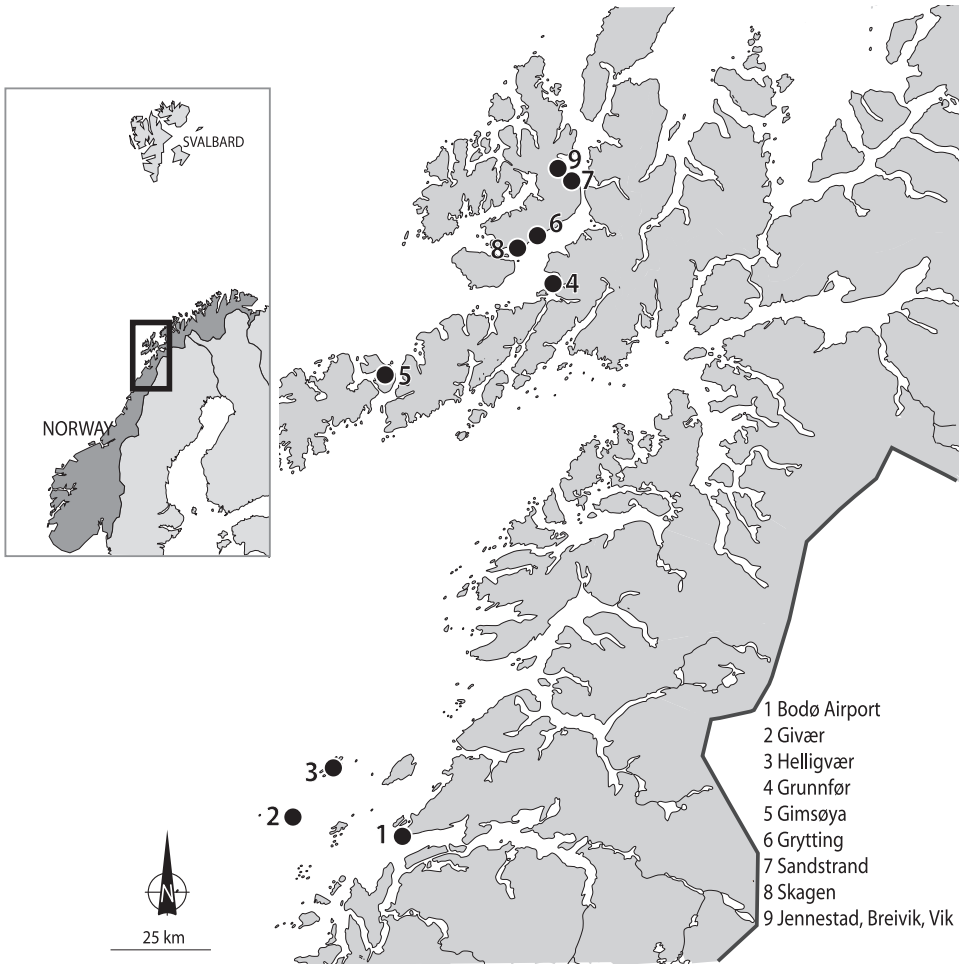 SVALBARD
NORWAY
9
7
6
8
4
5
3
2
1
N
25 km
1 Bodø Airport
2 Givær
3 Helligvær
4 Grunnfør
5 Gimsøya
6 Grytting
7 Sandstrand
8 Skagen
9 Jennestad, Breivik, Vik